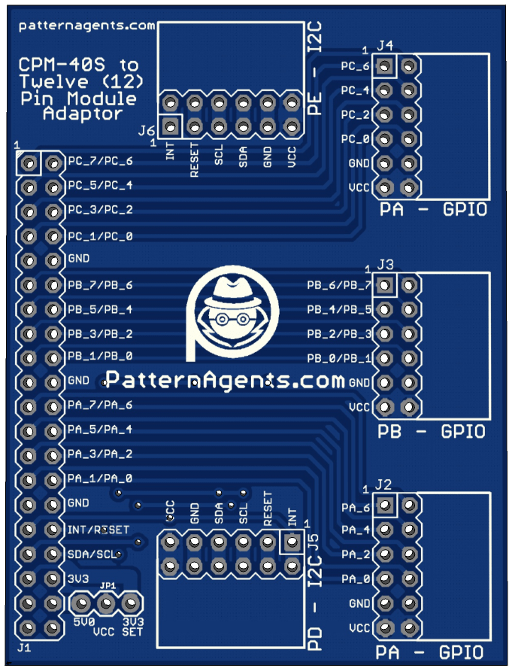 patternagents.com
CPM-40S to
Twelve (12)
Pin Module
Adaptor
J6
1
INT
RESET
SCL
SDA
GND
VCC
PE - I2C
1
J4
PC_6
PC_4
PC_2
PC_0
GND
VCC
PA - GPIO
1
PC_7/PC_6
PC_5/PC_4
PC_3/PC_2
PC_1/PC_0
GND
PB_7/PB_6
PB_5/PB_4
PB_3/PB_2
PB_1/PB_0
GND
PA_7/PA_6
PA_5/PA_4
PA_3/PA_2
PA_1/PA_0
GND
INT/RESET
SDA/SCL
3V3
J1
PatternAgents.com
J3
1
PB_6/PB_7
PB_4/PB_5
PB_2/PB_3
PB_0/PB_1
GND
VCC
PB - GPIO
J2
1
PA_6
PA_4
PA_2
PA_0
GND
VCC
PA - GPIO
VCC
GND
SDA
SCL
RESET
INT
1
J5
PD - I2C
JP1
5V0
3V3
VCC SET